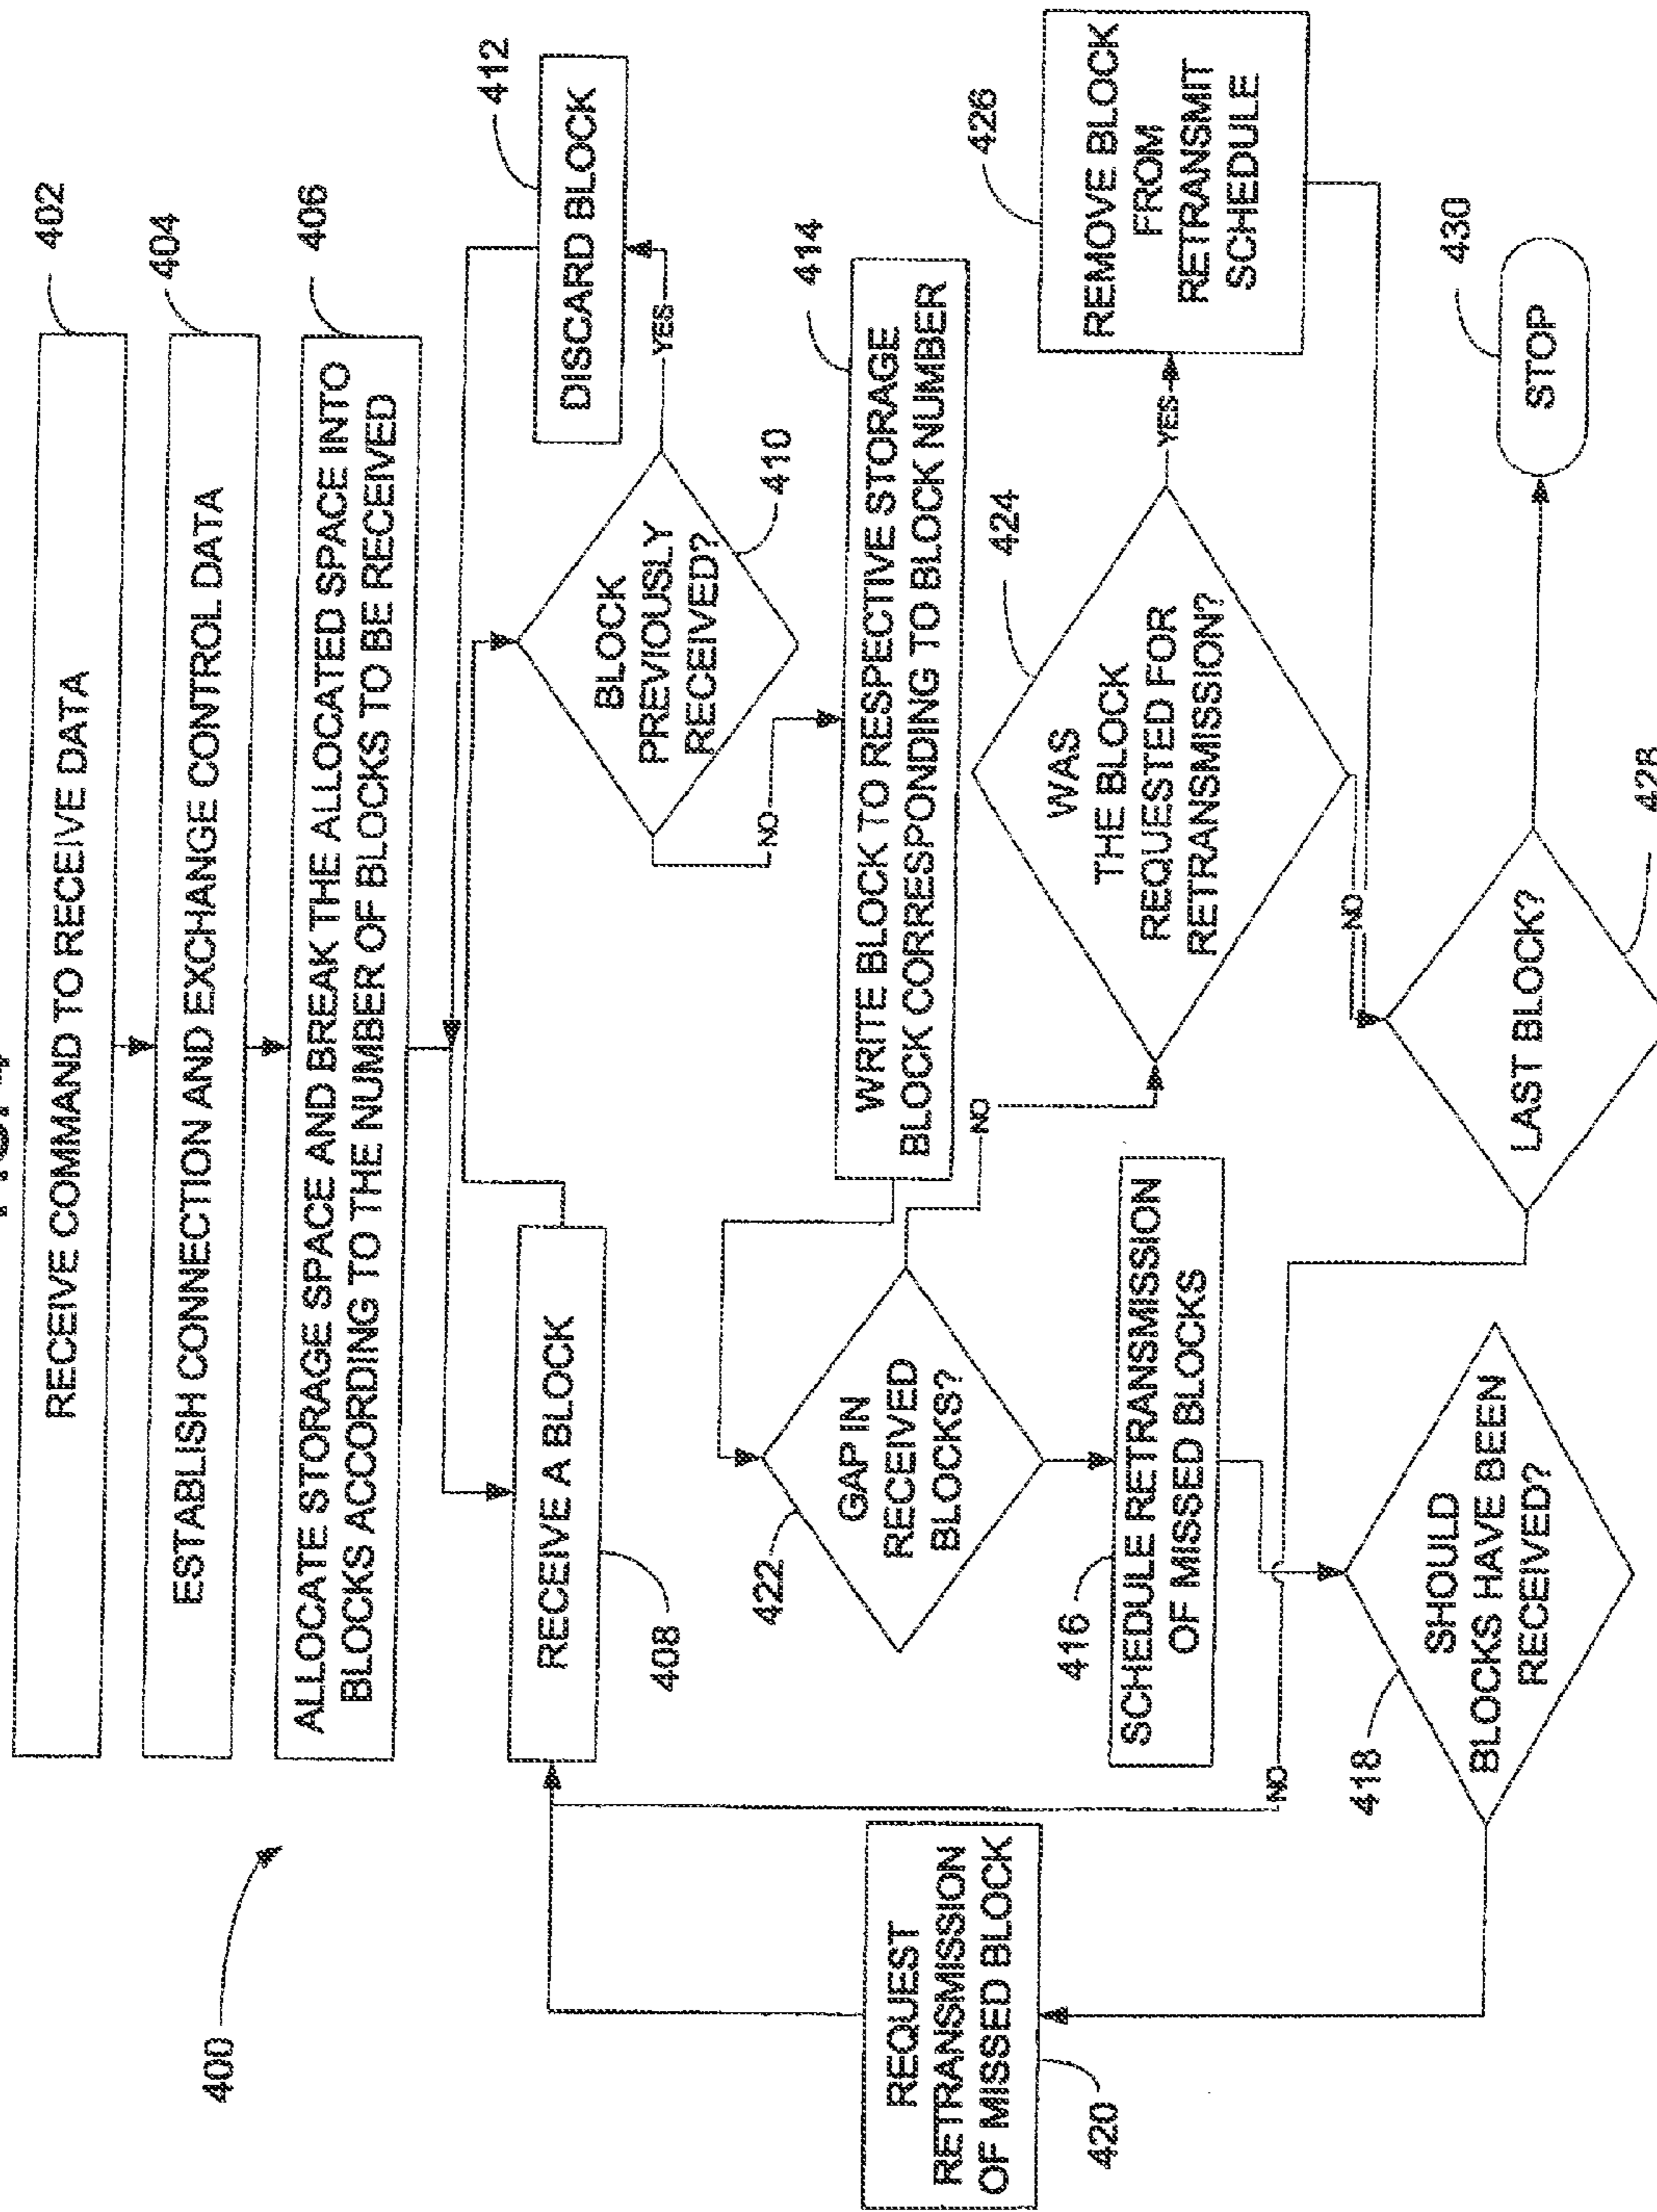 400
RECEIVE COMMAND TO RECEIVE DATA
402
ESTABLISH CONNECTION AND EXCHANGE CONTROL DATA
404
ALLOCATE STORAGE SPACE AND BREAK THE ALLOCATED SPACE INTO
BLOCKS ACCORDING TO THE NUMBER OF BLOCKS TO BE RECEIVED
406
RECEIVE A BLOCK
408
BLOCK
PREVIOUSLY
RECEIVED?
410
YES
DISCARD BLOCK
412
NO
WRITE BLOCK TO RESPECTIVE STORAGE
BLOCK CORRESPONDING TO BLOCK NUMBER
414
GAP IN
RECEIVED
BLOCKS?
422
NO
SCHEDULE RETRANSMISSION
OF MISSED BLOCKS
416
WAS
THE BLOCK
REQUESTED FOR
RETRANSMISSION?
424
YES
REMOVE BLOCK
FROM
RETRANSMIT
SCHEDULE
426
NO
REQUEST
RETRANSMISSION
OF MISSED BLOCK
420
NO
SHOULD
BLOCKS HAVE BEEN
RECEIVED?
418
LAST BLOCK?
STOP
430